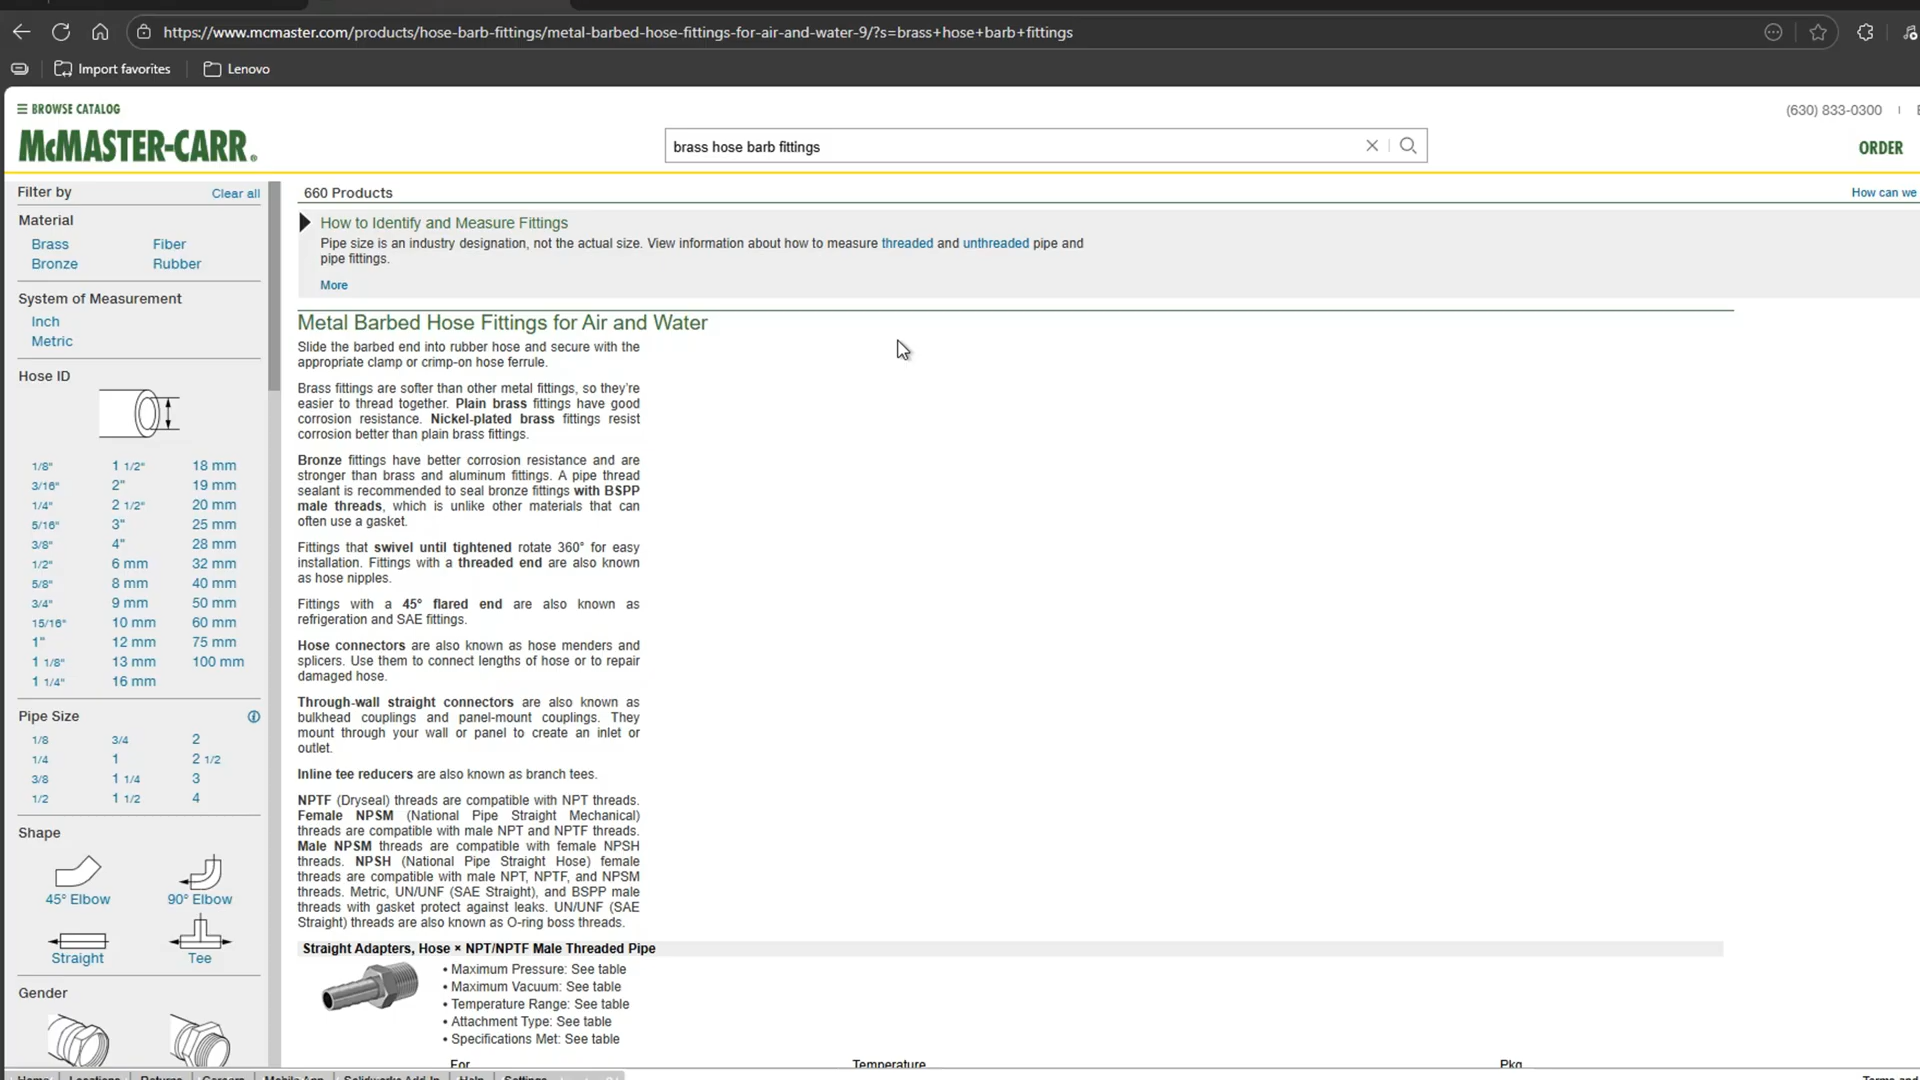 https://www.mcmaster.com/products/hose-barb-fittings/metal-barbed-hose-fittings-for-air-and-water-9/?s=brass+hose+barb+fittings
Import favorites
Lenovo
BROWSE CATALOG
(630) 833-0300
McMASTER-CARR
brass hose barb fittings
ORDER
Filter by
Clear all
660 Products
How can we
Material
Brass
Fiber
Bronze
Rubber
System of Measurement
Inch
Metric
Hose ID
1/8" 1 1/2" 18 mm
3/16" 2" 19 mm
1/4" 2 1/2" 20 mm
5/16" 3" 25 mm
3/8" 4" 28 mm
1/2" 6 mm 32 mm
5/8" 8 mm 40 mm
3/4" 9 mm 50 mm
15/16" 10 mm 60 mm
1" 12 mm 75 mm
1 1/8" 13 mm 100 mm
1 1/4" 16 mm
Pipe Size
1/8 3/4 2
1/4 1 2 1/2
3/8 1 1/4 3
1/2 1 1/2 4
Shape
45° Elbow
90° Elbow
Straight
Tee
Gender
How to Identify and Measure Fittings
Pipe size is an industry designation, not the actual size. View information about how to measure threaded and unthreaded pipe and
pipe fittings.
More
Metal Barbed Hose Fittings for Air and Water
Slide the barbed end into rubber hose and secure with the
appropriate clamp or crimp-on hose ferrule.
Brass fittings are softer than other metal fittings, so they're
easier to thread together. Plain brass fittings have good
corrosion resistance. Nickel-plated brass fittings resist
corrosion better than plain brass fittings.
Bronze fittings have better corrosion resistance and are
stronger than brass and aluminum fittings. A pipe thread
sealant is recommended to seal bronze fittings with BSPP
male threads, which is unlike other materials that can
often use a gasket.
Fittings that swivel until tightened rotate 360° for easy
installation. Fittings with a threaded end are also known
as hose nipples.
Fittings with a 45° flared end are also known as
refrigeration and SAE fittings.
Hose connectors are also known as hose menders and
splicers. Use them to connect lengths of hose or to repair
damaged hose.
Through-wall straight connectors are also known as
bulkhead couplings and panel-mount couplings. They
mount through your wall or panel to create an inlet or
outlet.
Inline tee reducers are also known as branch tees.
NPTF (Dryseal) threads are compatible with NPT threads.
Female NPSM (National Pipe Straight Mechanical)
threads are compatible with male NPT and NPTF threads.
Male NPSM threads are compatible with female NPSH
threads. NPSH (National Pipe Straight Hose) female
threads are compatible with male NPT, NPTF, and NPSM
threads. Metric, UN/UNF (SAE Straight), and BSPP male
threads with gasket protect against leaks. UN/UNF (SAE
Straight) threads are also known as O-ring boss threads.
Straight Adapters, Hose × NPT/NPTF Male Threaded Pipe
• Maximum Pressure: See table
• Maximum Vacuum: See table
• Temperature Range: See table
• Attachment Type: See table
• Specifications Met: See table
For
Temperature
Pkg
Home Locations Returns Careers Mobile App Solidworks Add-In Help Settings
Terms and